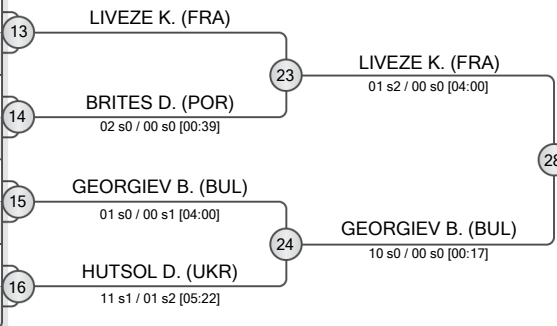 LIVEZE K. (FRA)
13
23
LIVEZE K. (FRA)
01 s2 / 00 s0 [04:00]
BRITES D. (POR)
14
02 s0 / 00 s0 [00:39]
28
GEORGIEV B. (BUL)
15
01 s0 / 00 s1 [04:00]
24
GEORGIEV B. (BUL)
10 s0 / 00 s0 [00:17]
HUTSOL D. (UKR)
16
11 s1 / 01 s2 [05:22]